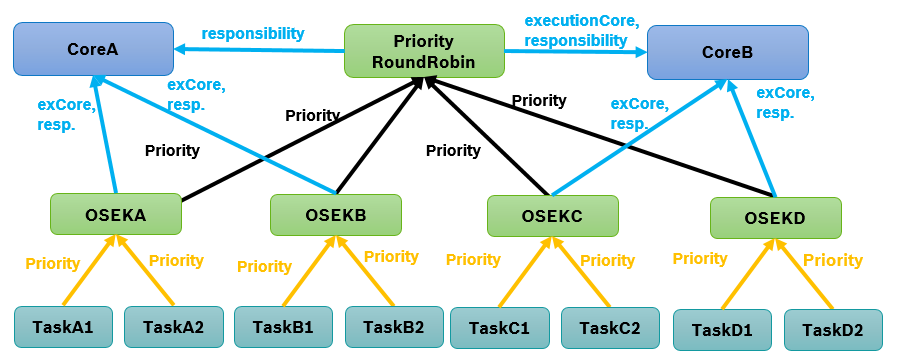 CoreA
responsibility
Priority
RoundRobin
executionCore,
responsibility
CoreB
exCore,
resp.
exCore,
resp.
Priority
Priority
Priority
Priority
exCore,
resp.
exCore,
resp.
OSEKA
OSEKB
OSEKC
OSEKD
Priority
Priority
Priority
Priority
Priority
Priority
Priority
Priority
TaskA1
TaskA2
TaskB1
TaskB2
TaskC1
TaskC2
TaskD1
TaskD2